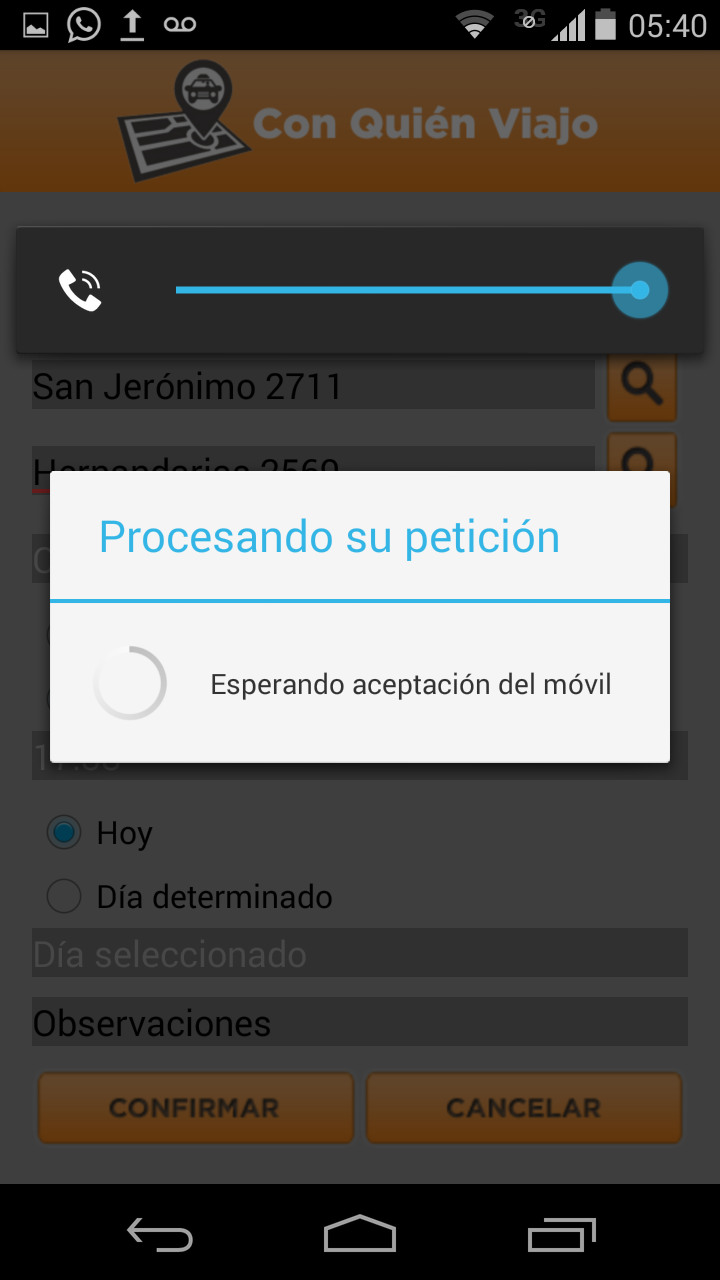 3G
05:40
Con Quién Viajo
San Jerónimo 2711
Hernandarias 2569
Procesando su petición
Esperando aceptación del móvil
Hoy
Día determinado
Día seleccionado
Observaciones
CONFIRMAR
CANCELAR